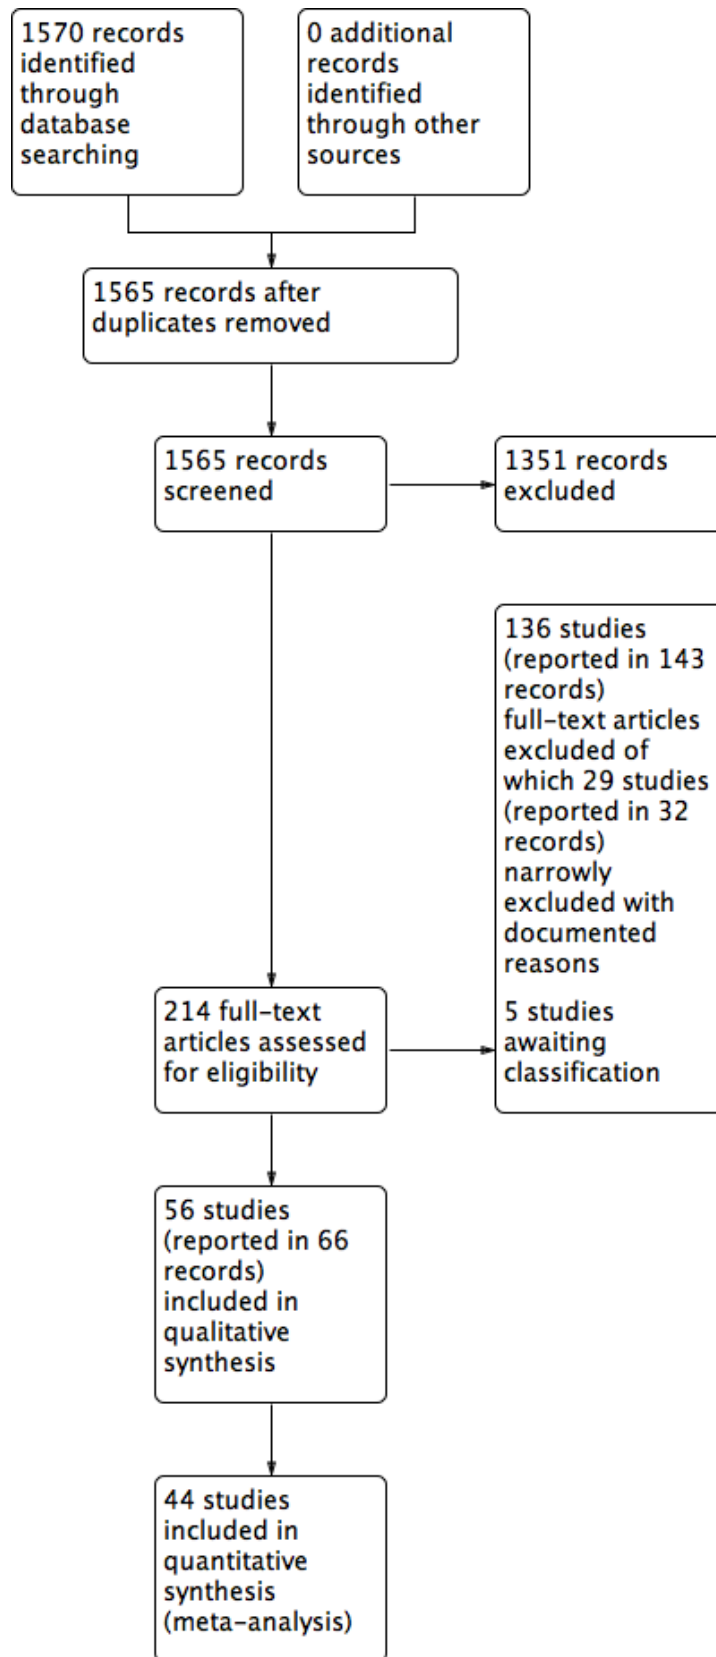 1570 records
identified
through
database
searching
0 additional
records
identified
through other
sources
1565 records after
duplicates removed
1565 records
screened
1351 records
excluded
136 studies
(reported in 143
records)
full-text articles
excluded of
which 29 studies
(reported in 32
records)
narrowly
excluded with
documented
reasons
5 studies
awaiting
classification
214 full-text
articles assessed
for eligibility
56 studies
(reported in 66
records)
included in
qualitative
synthesis
44 studies
included in
quantitative
synthesis
(meta-analysis)